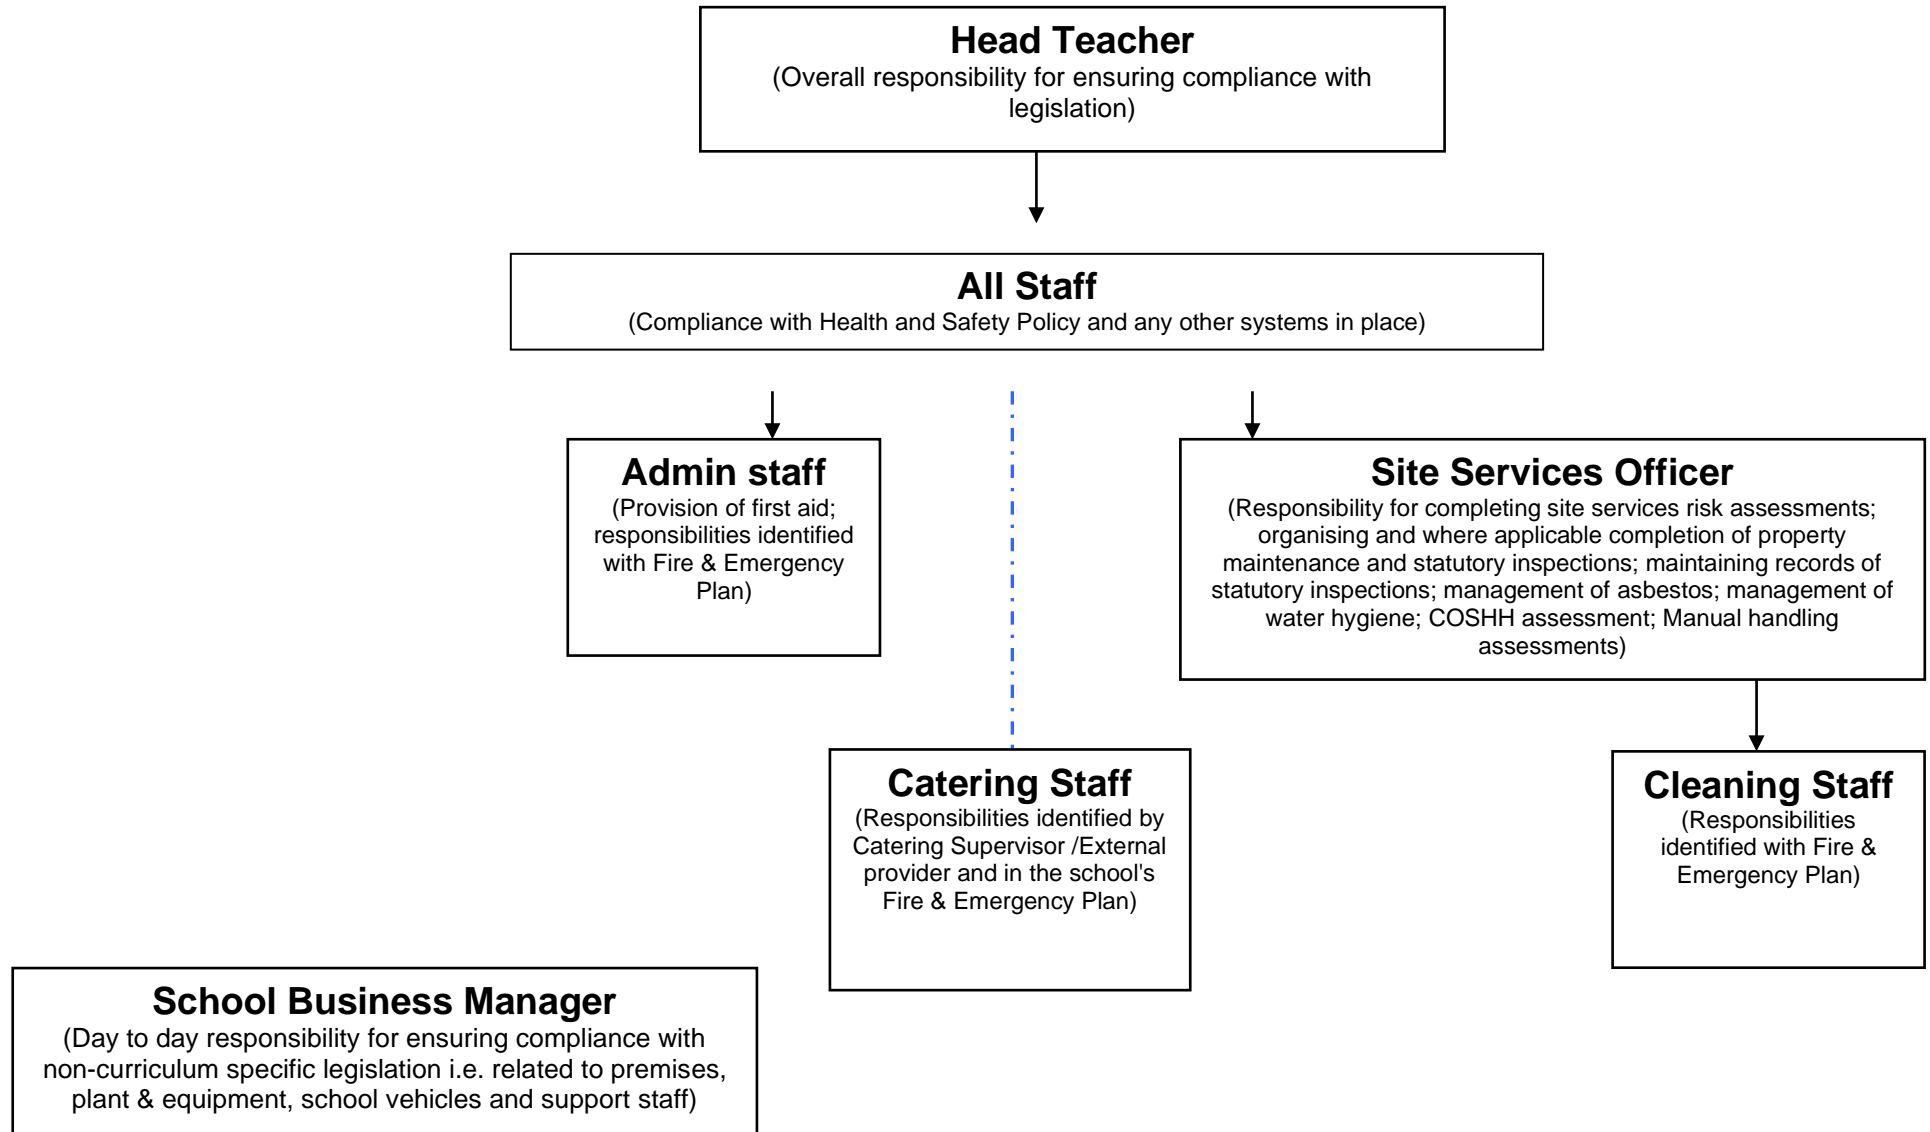 Head Teacher
(Overall responsibility for ensuring compliance with
legislation)
All Staff
(Compliance with Health and Safety Policy and any other systems in place)
Admin staff
(Provision of first aid;
responsibilities identified
with Fire & Emergency
Plan)
Site Services Officer
(Responsibility for completing site services risk assessments;
organising and where applicable completion of property
maintenance and statutory inspections; maintaining records of
statutory inspections; management of asbestos; management of
water hygiene; COSHH assessment; Manual handling
assessments)
Catering Staff
(Responsibilities identified by
Catering Supervisor /External
provider and in the school's
Fire & Emergency Plan)
Cleaning Staff
(Responsibilities
identified with Fire &
Emergency Plan)
School Business Manager
(Day to day responsibility for ensuring compliance with
non-curriculum specific legislation i.e. related to premises,
plant & equipment, school vehicles and support staff)